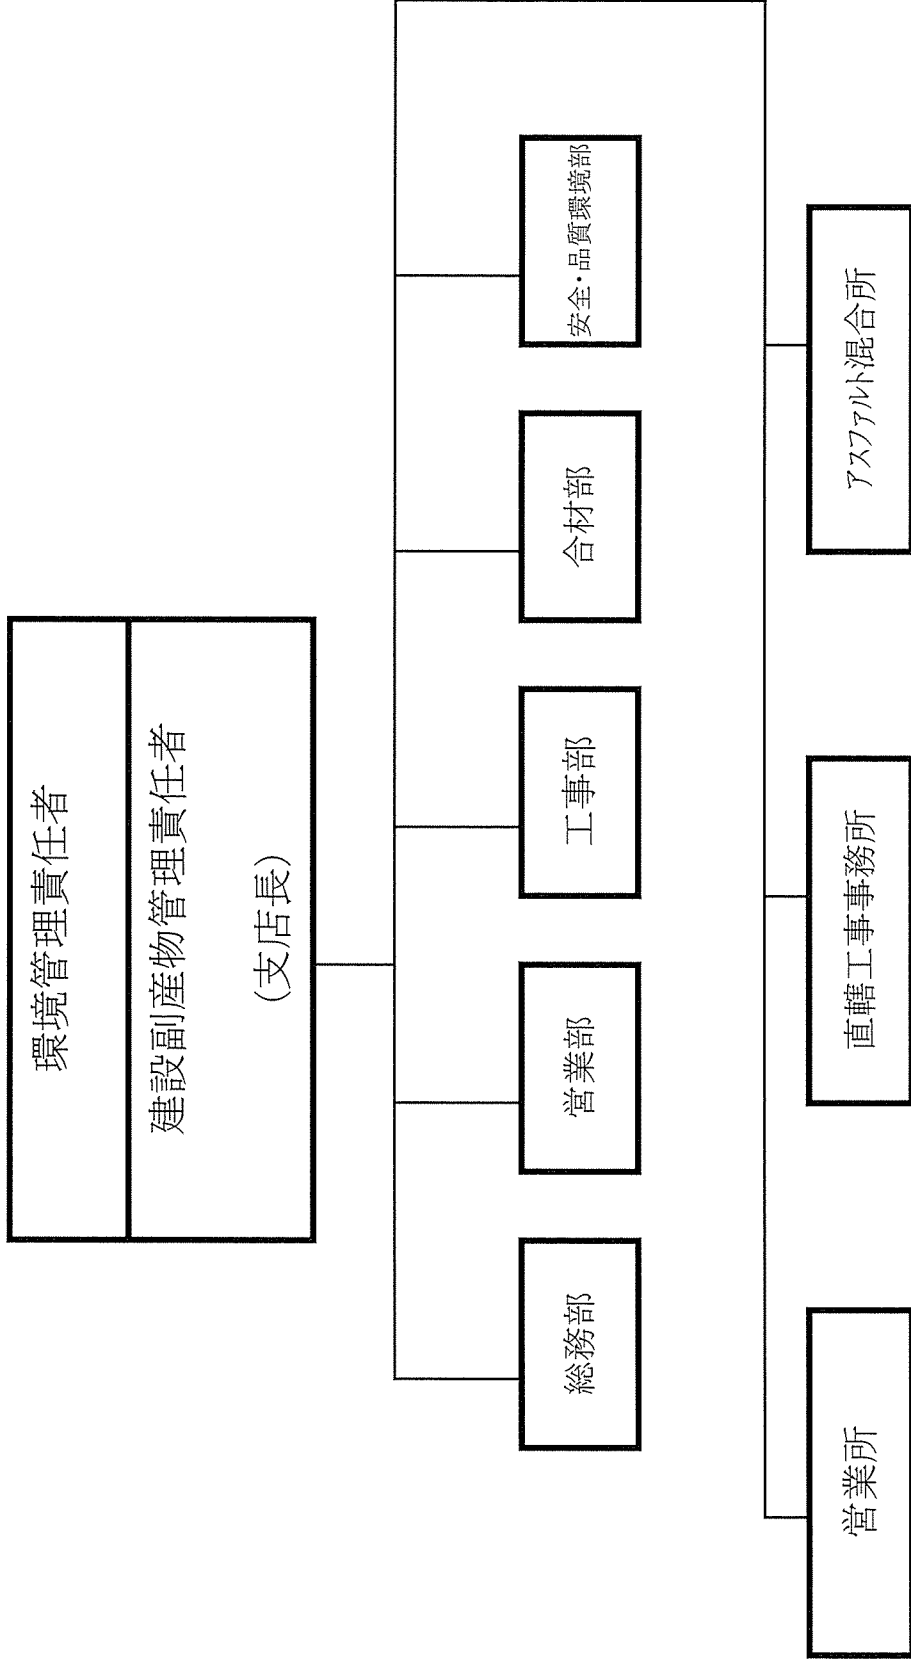 環境管理責任者
建設副産物管理責任者
(支店長)
総務部
営業部
工事部
合材部
安全・品質環境部
営業所
直轄工事事務所
アスファルト混合所